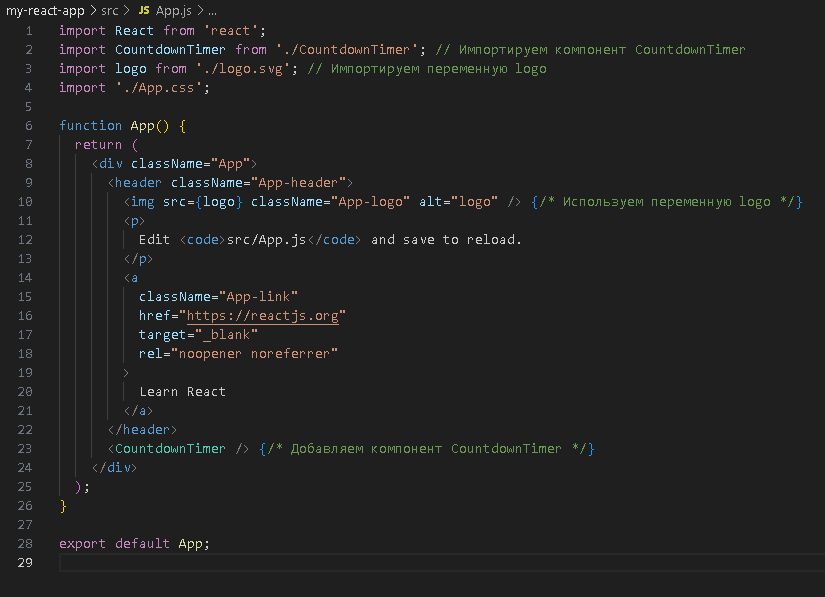 my-react-app > src > JS App.js > ...
1 import React from 'react';
2 import CountdownTimer from './CountdownTimer'; // Импортируем компонент CountdownTimer
3 import logo from './logo.svg'; // Импортируем переменную logo
4 import './App.css';
5
6 function App() {
7 return (
8 <div className="App">
9 <header className="App-header">
10 <img src={logo} className="App-logo" alt="logo" /> {/* Используем переменную logo */}
11 <p>
12 Edit <code>src/App.js</code> and save to reload.
13 </p>
14 <a
15 className="App-link"
16 href="https://reactjs.org"
17 target="_blank"
18 rel="noopener noreferrer"
19 >
20 Learn React
21 </a>
22 </header>
23 <CountdownTimer /> {/* Добавляем компонент CountdownTimer */}
24 </div>
25 );
26 }
27
28 export default App;
29